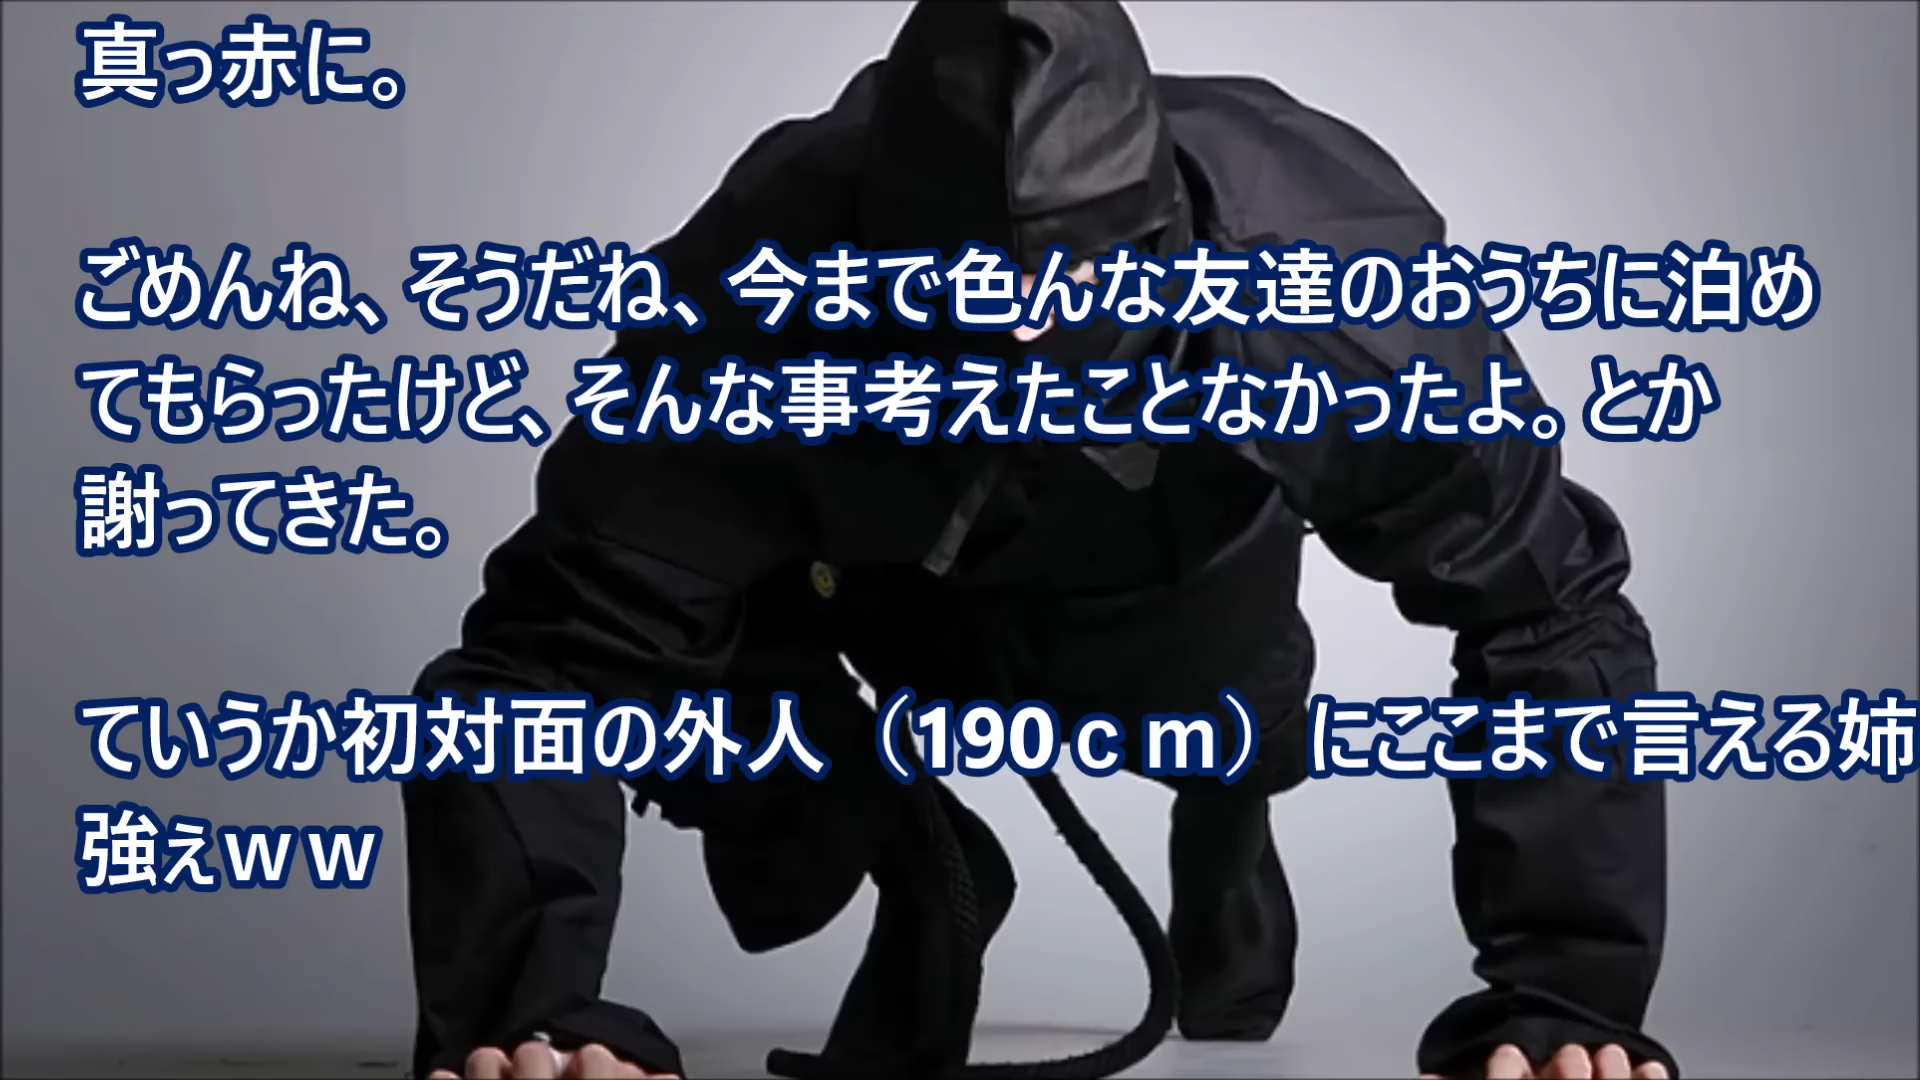 真っ赤に。
ごめんね、そうだね、今まで色んな友達のおうちに泊め
てもらったけど、そんな事考えたことなかったよ。とか
謝ってきた。
ていうか初対面の外人（190ｃｍ）にここまで言える姉
強ぇｗｗ